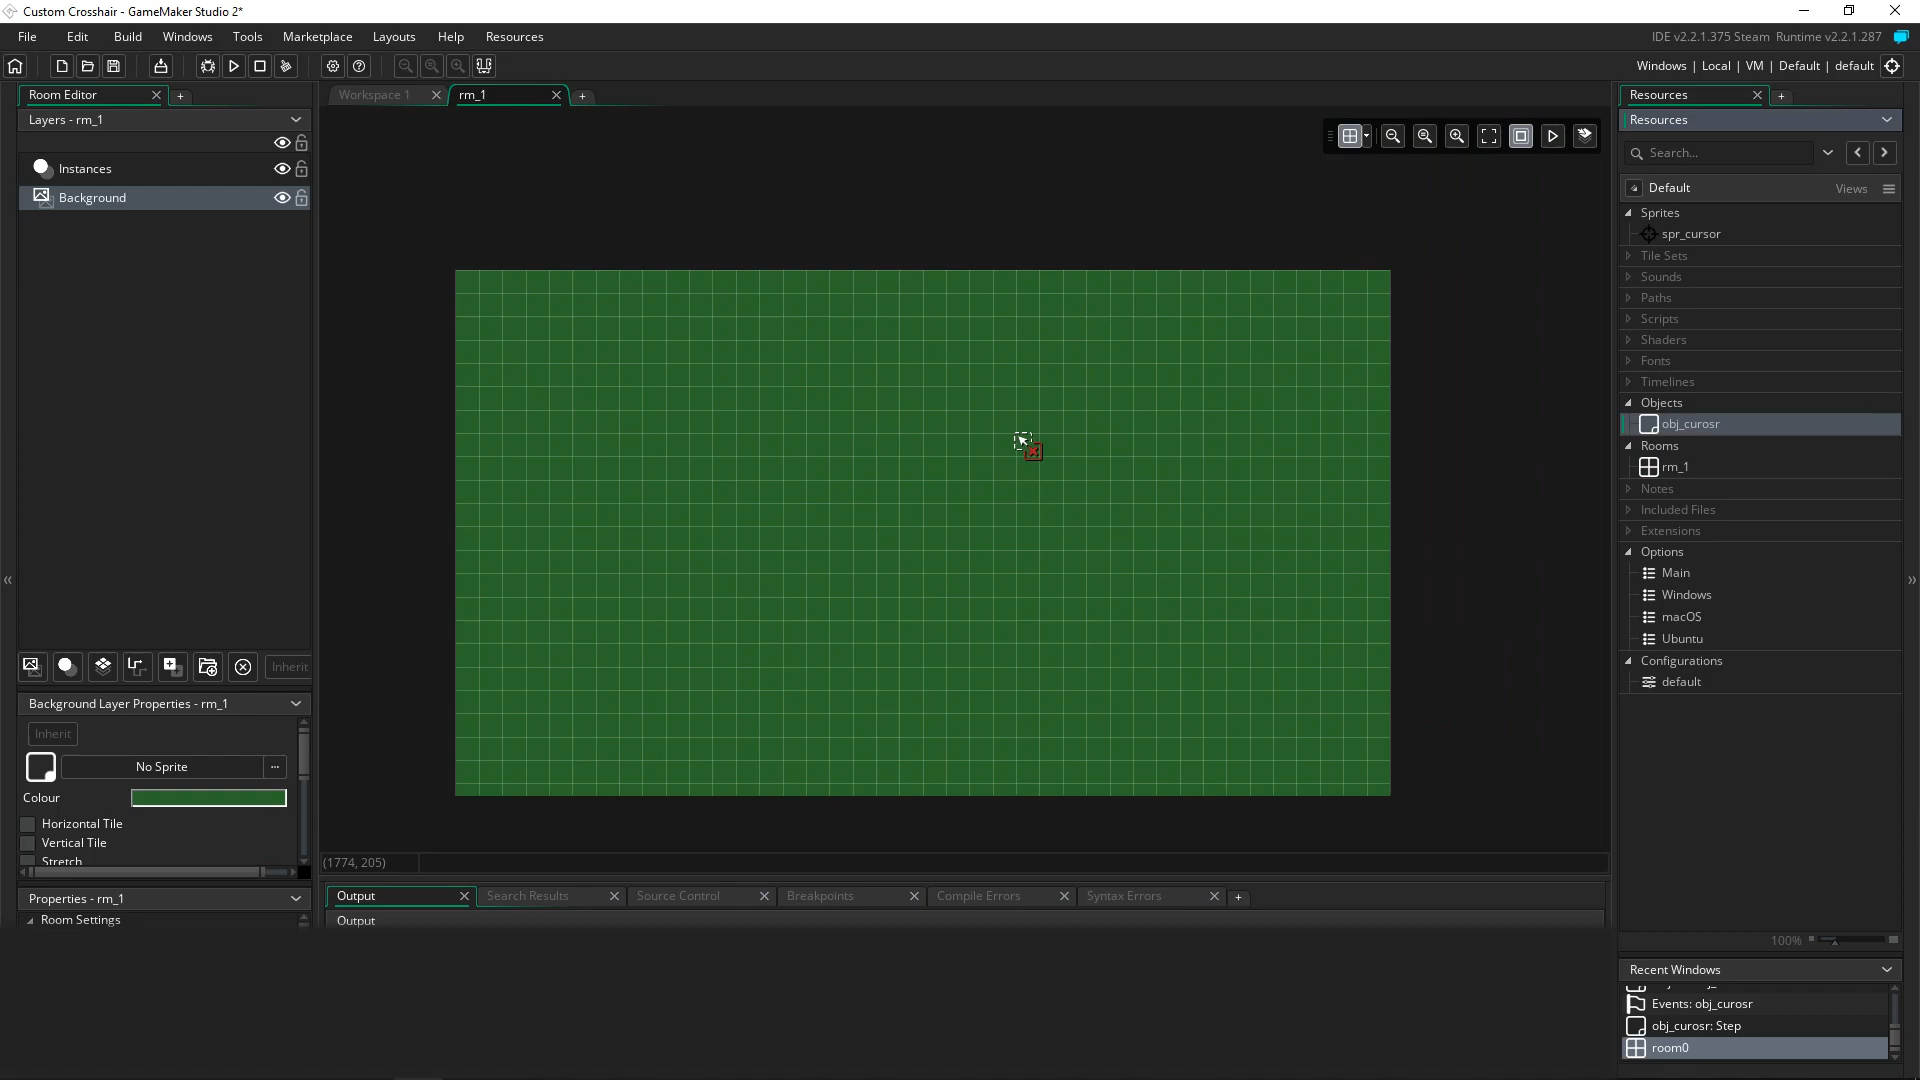 Custom Crosshair - GameMaker Studio 2*
File Edit Build Windows Tools Marketplace Layouts Help Resources
IDE v2.2.1.375 Steam Runtime v2.2.1.287
Windows | Local | VM | Default | default
Room Editor
Layers - rm_1
Instances
Background
Inherit
Background Layer Properties - rm_1
Inherit
No Sprite
...
Colour
Horizontal Tile
Vertical Tile
Stretch
Properties - rm_1
Room Settings
Workspace 1
rm_1
(1774, 205)
Output
Search Results
Source Control
Breakpoints
Compile Errors
Syntax Errors
Output
Resources
Resources
Search...
Default
Views
Sprites
spr_cursor
Tile Sets
Sounds
Paths
Scripts
Shaders
Fonts
Timelines
Objects
obj_curosr
Rooms
rm_1
Notes
Included Files
Extensions
Options
Main
Windows
macOS
Ubuntu
Configurations
default
100%
Recent Windows
Events: obj_curosr
obj_curosr: Step
room0